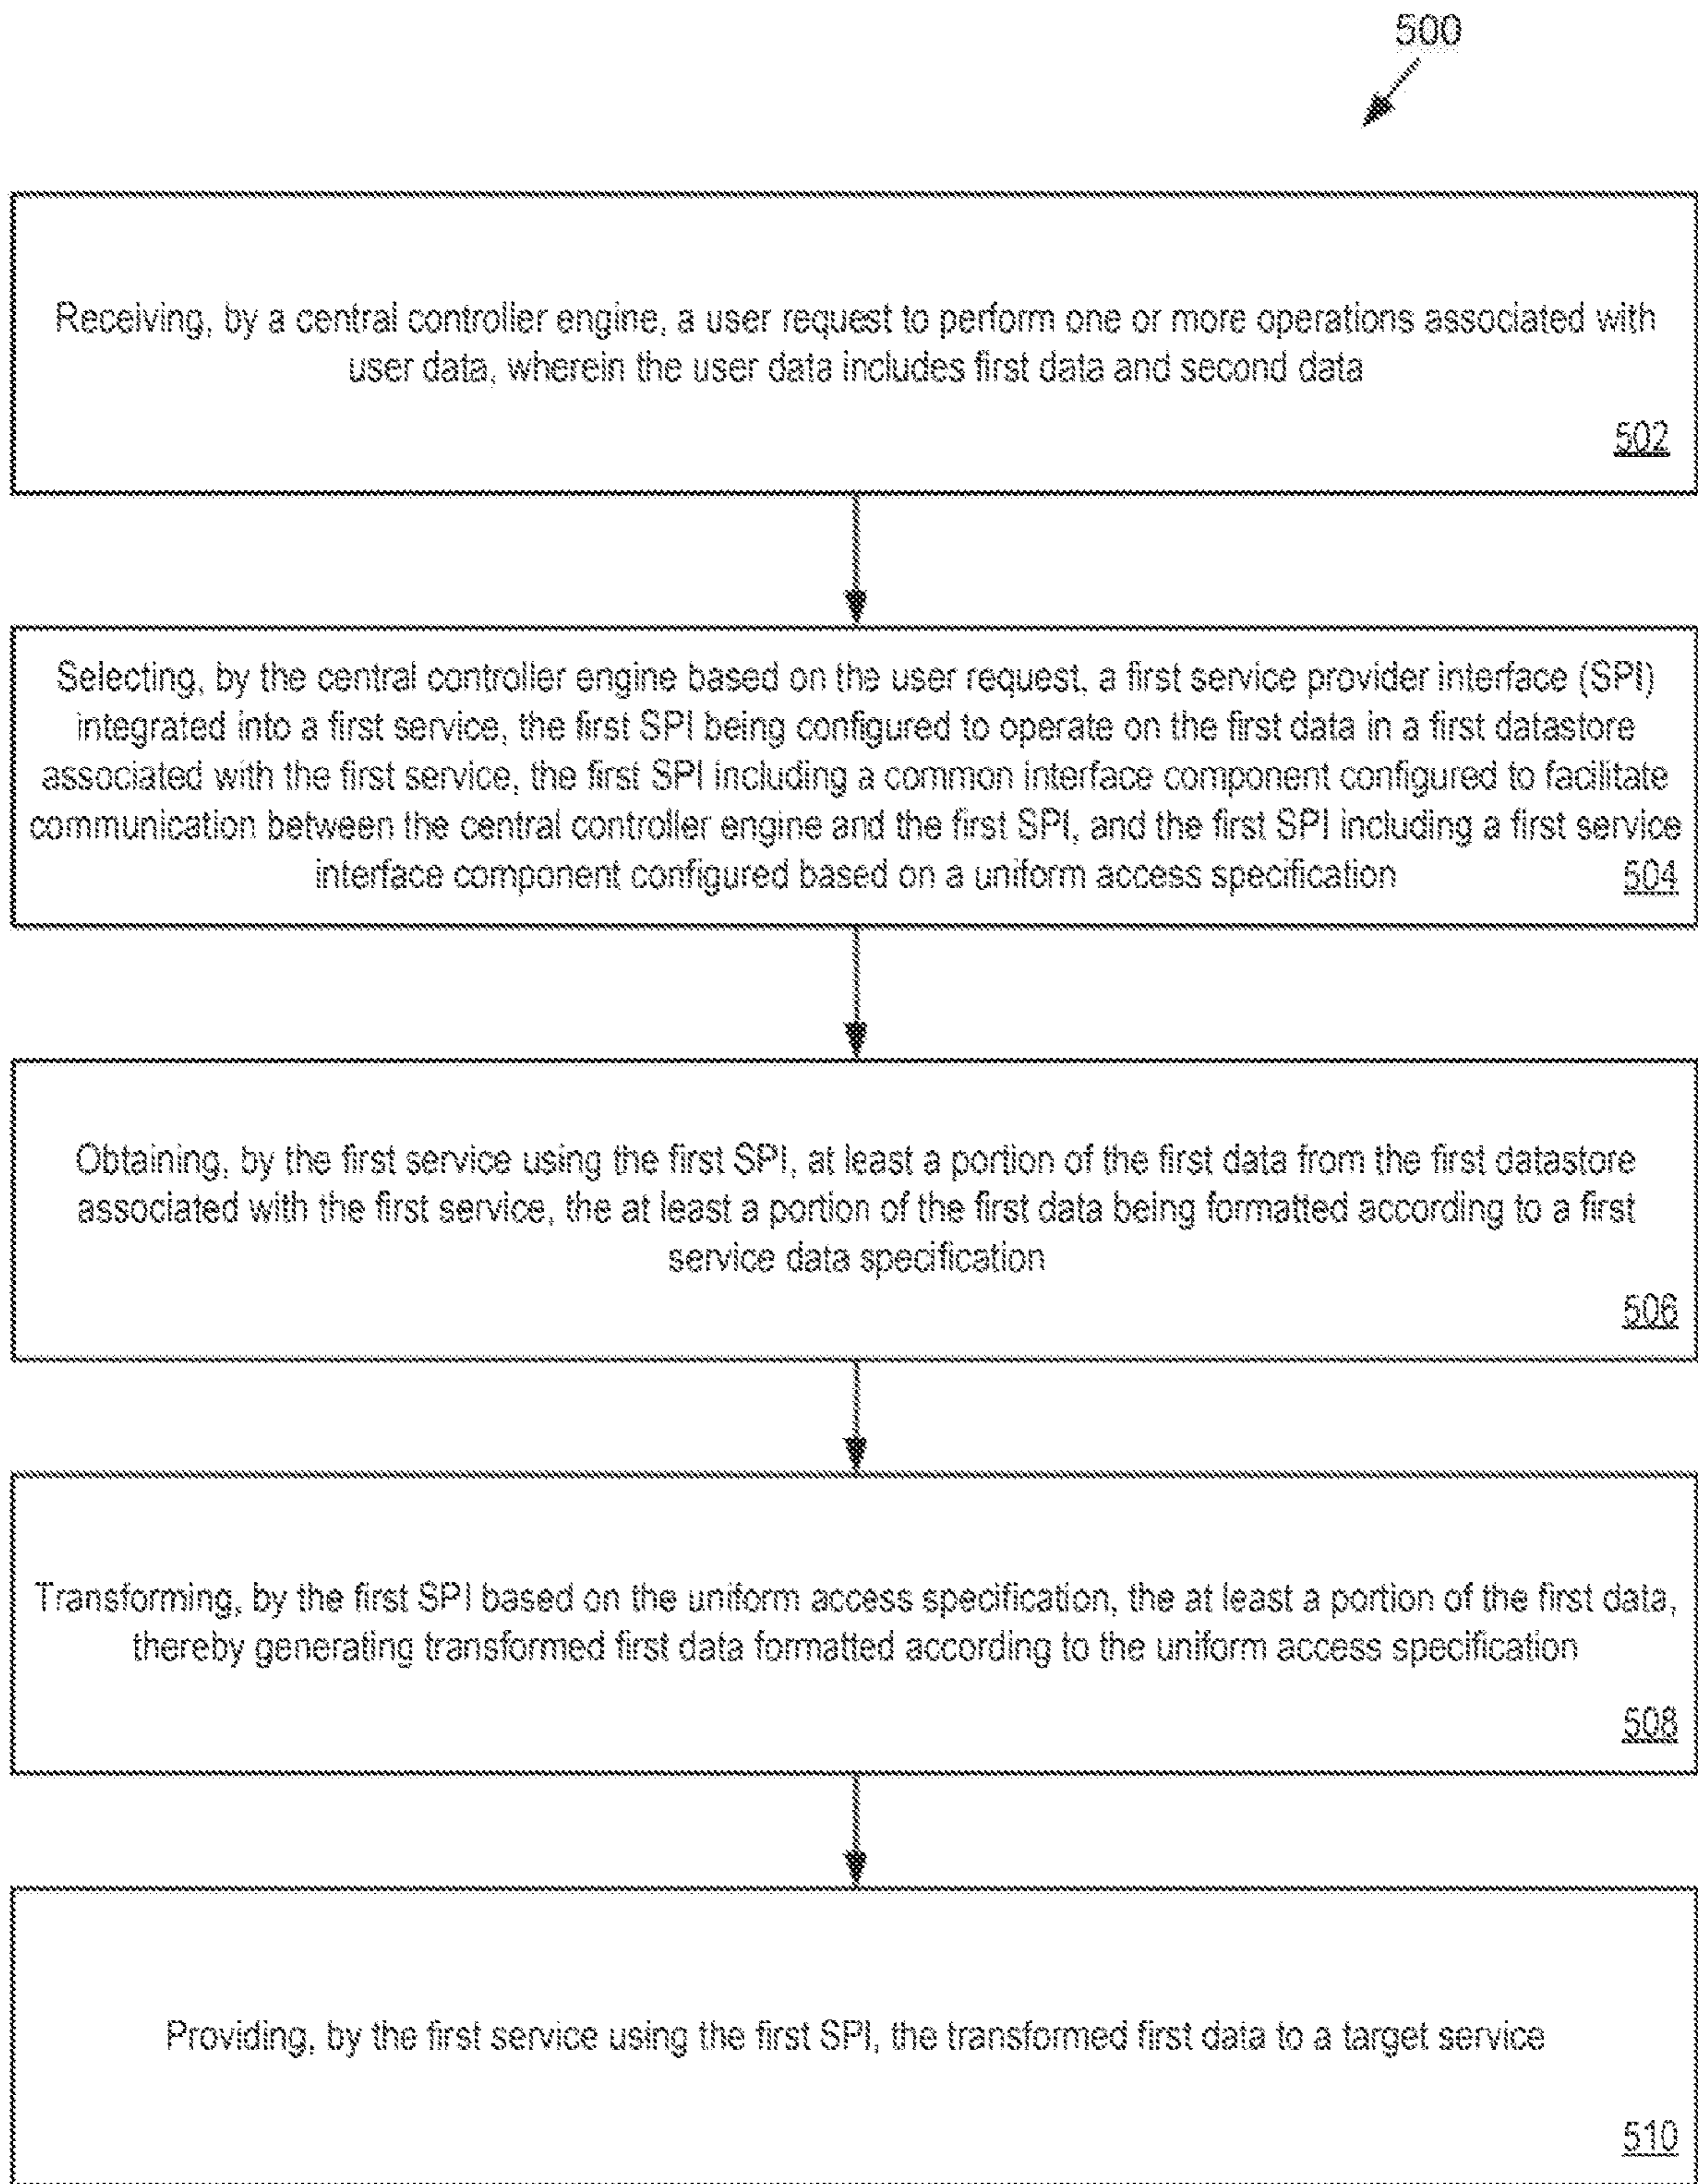 500
Receiving, by a central controller engine, a user request to perform one or more operations associated with
user data, wherein the user data includes first data and second data
502
Selecting, by the central controller engine based on the user request, a first service provider interface (SPI)
integrated into a first service, the first SPI being configured to operate on the first data in a first datastore
associated with the first service, the first SPI including a common interface component configured to facilitate
communication between the central controller engine and the first SPI, and the first SPI including a first service
interface component configured based on a uniform access specification 504
Obtaining, by the first service using the first SPI, at least a portion of the first data from the first datastore
associated with the first service, the at least a portion of the first data being formatted according to a first
service data specification
506
Transforming, by the first SPI based on the uniform access specification, the at least a portion of the first data,
thereby generating transformed first data formatted according to the uniform access specification
508
Providing, by the first service using the first SPI, the transformed first data to a target service
510